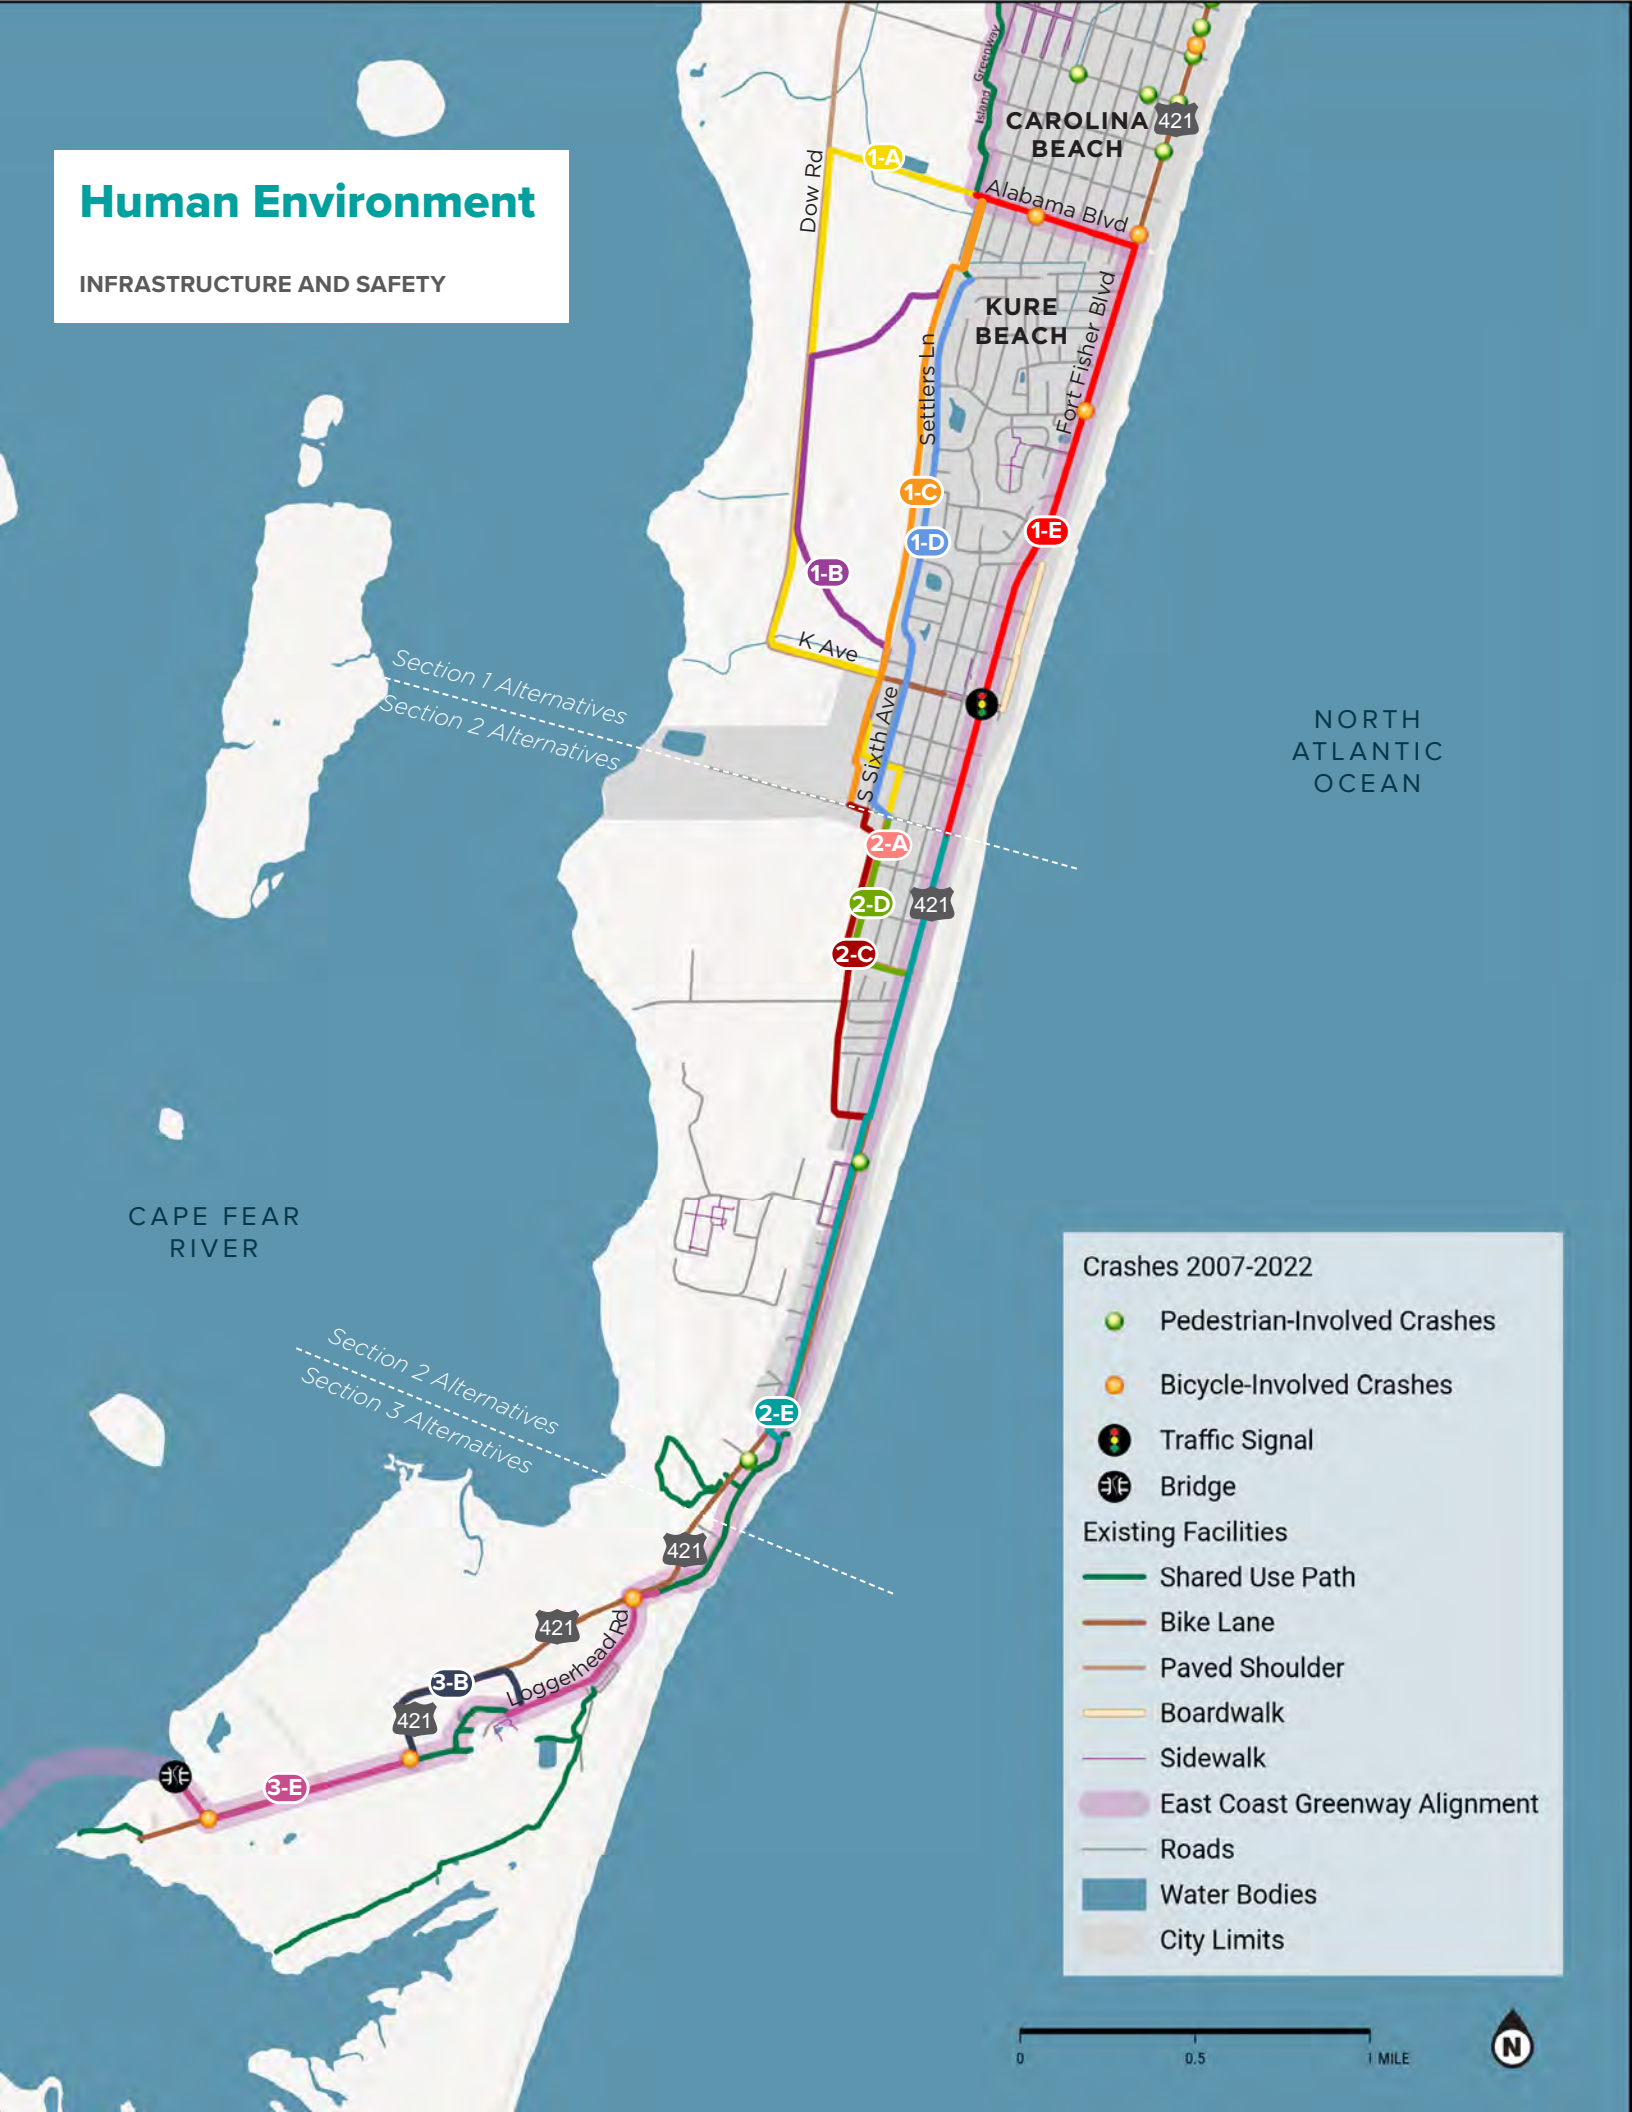 Human Environment
INFRASTRUCTURE AND SAFETY
Island Greenway
CAROLINA
BEACH
421
1-A
Dow Rd
Alabama Blvd
KURE
BEACH
Fort Fisher Blvd
Settlers Ln
1-C
1-D
1-E
1-B
K Ave
Section 1 Alternatives
Section 2 Alternatives
S Sixth Ave
NORTH
ATLANTIC
OCEAN
2-A
2-D
421
2-C
CAPE FEAR
RIVER
Section 2 Alternatives
Section 3 Alternatives
2-E
421
421
Loggerhead Rd
3-B
421
3-E
Crashes 2007-2022
Pedestrian-Involved Crashes
Bicycle-Involved Crashes
Traffic Signal
Bridge
Existing Facilities
Shared Use Path
Bike Lane
Paved Shoulder
Boardwalk
Sidewalk
East Coast Greenway Alignment
Roads
Water Bodies
City Limits
0 0.5 1 MILE
N